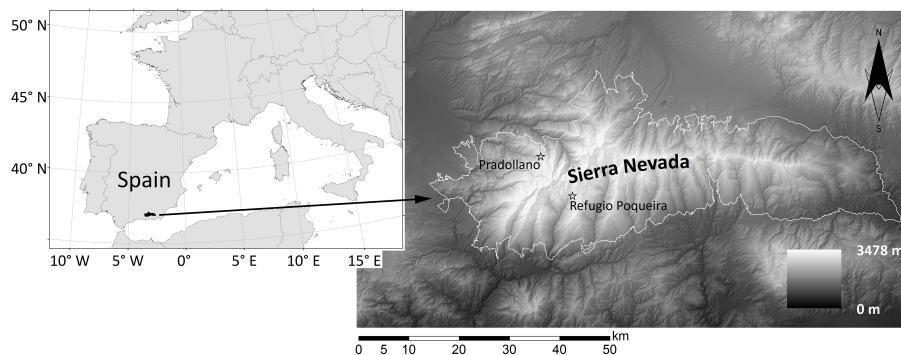 50° N
45° N
40° N
Spain
10° W 5° W 0° 5° E 10° E 15° E
N
S
Pradollano
Sierra Nevada
Refugio Poqueira
3478 m
0 m
km
0 5 10 20 30 40 50